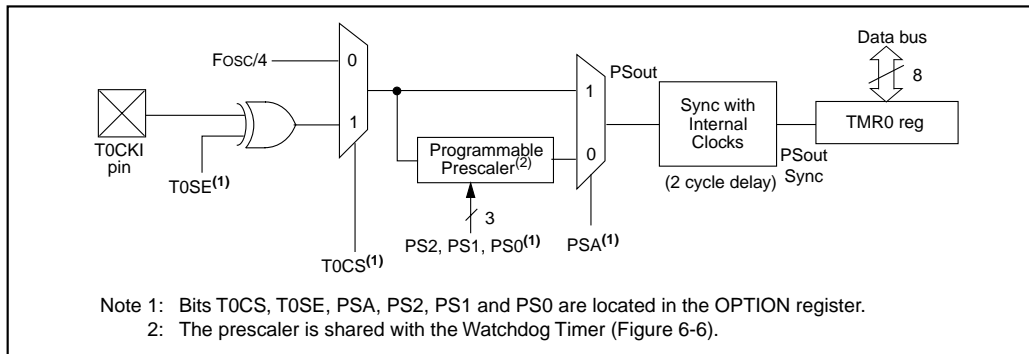 Data bus
FOSC/4
0
PSout
8
1
Sync with
Internal
Clocks
TMR0 reg
1
T0CKI
pin
Programmable
Prescaler(2)
0
PSout
Sync
T0SE(1)
(2 cycle delay)
3
PS2, PS1, PS0(1)
PSA(1)
T0CS(1)
Note 1: Bits T0CS, T0SE, PSA, PS2, PS1 and PS0 are located in the OPTION register.
2: The prescaler is shared with the Watchdog Timer (Figure 6-6).